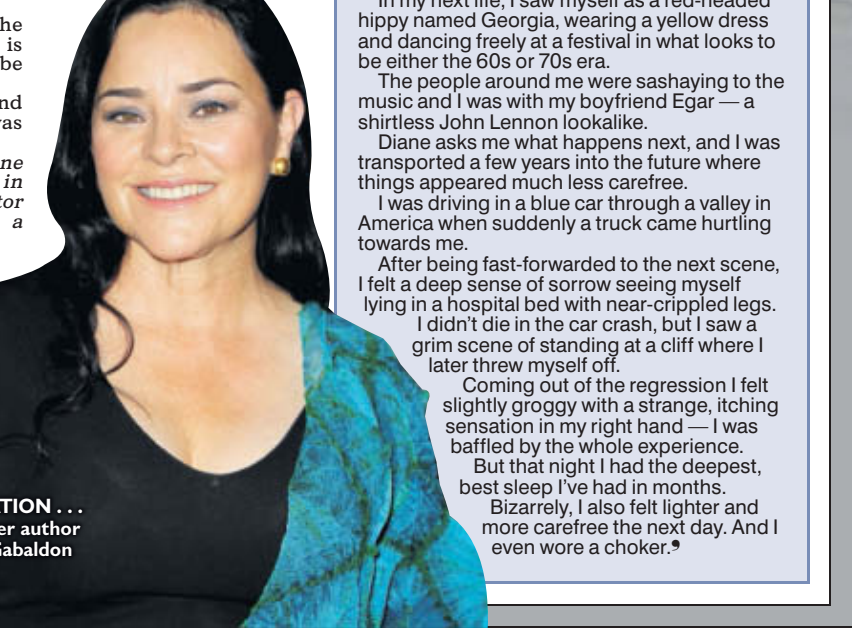 he
is
be
nd
as
ne
in
tor
a
TION . . .
er author
Gabaldon
In my next life, I saw myself as a red-headed
hippy named Georgia, wearing a yellow dress
and dancing freely at a festival in what looks to
be either the 60s or 70s era.
The people around me were sashaying to the
music and I was with my boyfriend Egar — a
shirtless John Lennon lookalike.
Diane asks me what happens next, and I was
transported a few years into the future where
things appeared much less carefree.
I was driving in a blue car through a valley in
America when suddenly a truck came hurtling
towards me.
After being fast-forwarded to the next scene,
I felt a deep sense of sorrow seeing myself
lying in a hospital bed with near-crippled legs.
I didn’t die in the car crash, but I saw a
grim scene of standing at a cliff where I
later threw myself off.
Coming out of the regression I felt
slightly groggy with a strange, itching
sensation in my right hand — I was
baffled by the whole experience.
But that night I had the deepest,
best sleep I’ve had in months.
Bizarrely, I also felt lighter and
more carefree the next day. And I
even wore a choker.❜